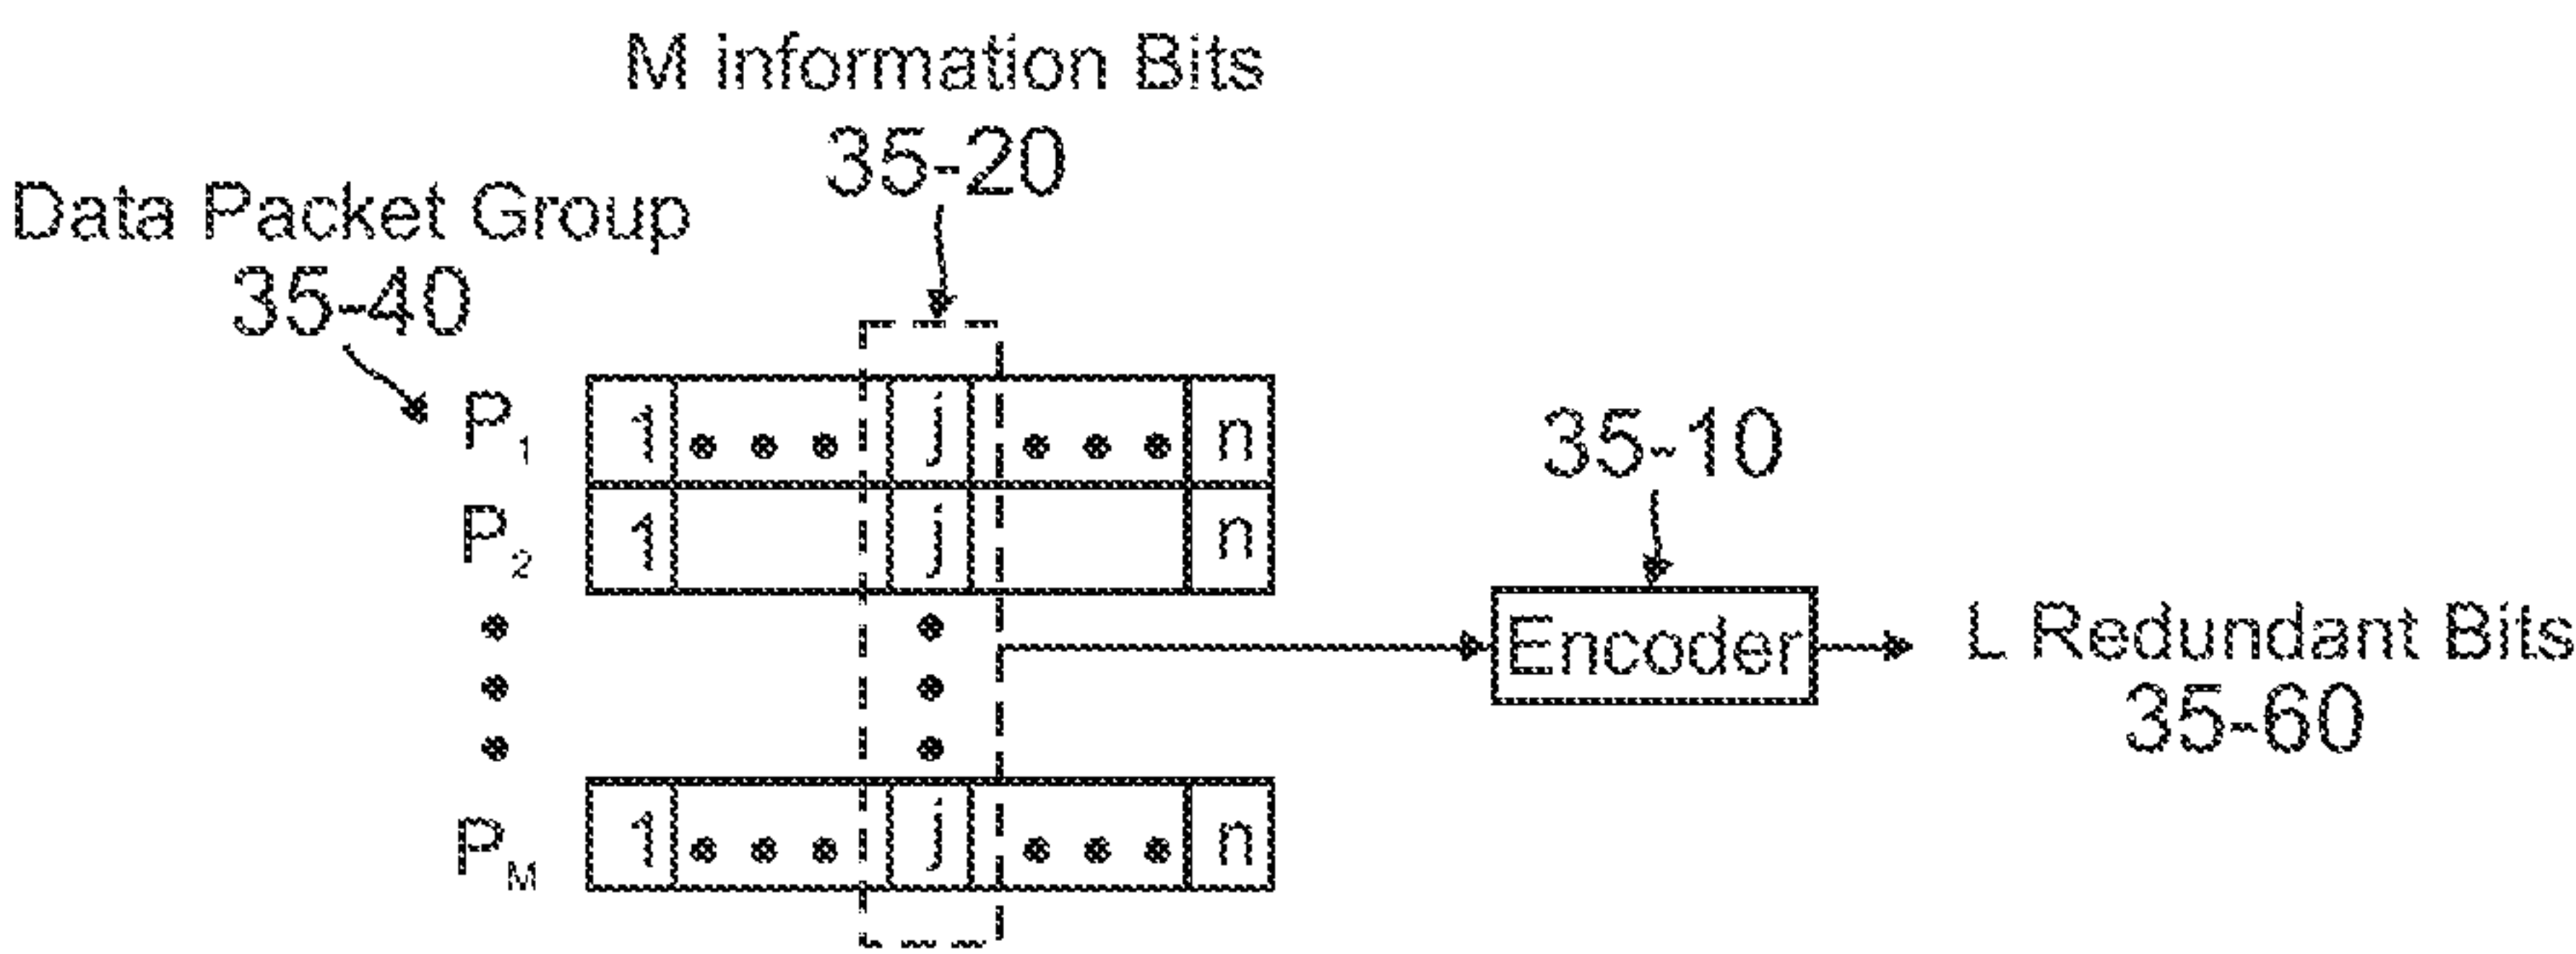 M information Bits
35-20
Data Packet Group
35-40
P1 1 j n
35-10
P2 1 j n
Encoder
L Redundant Bits
35-60
PM 1 j n